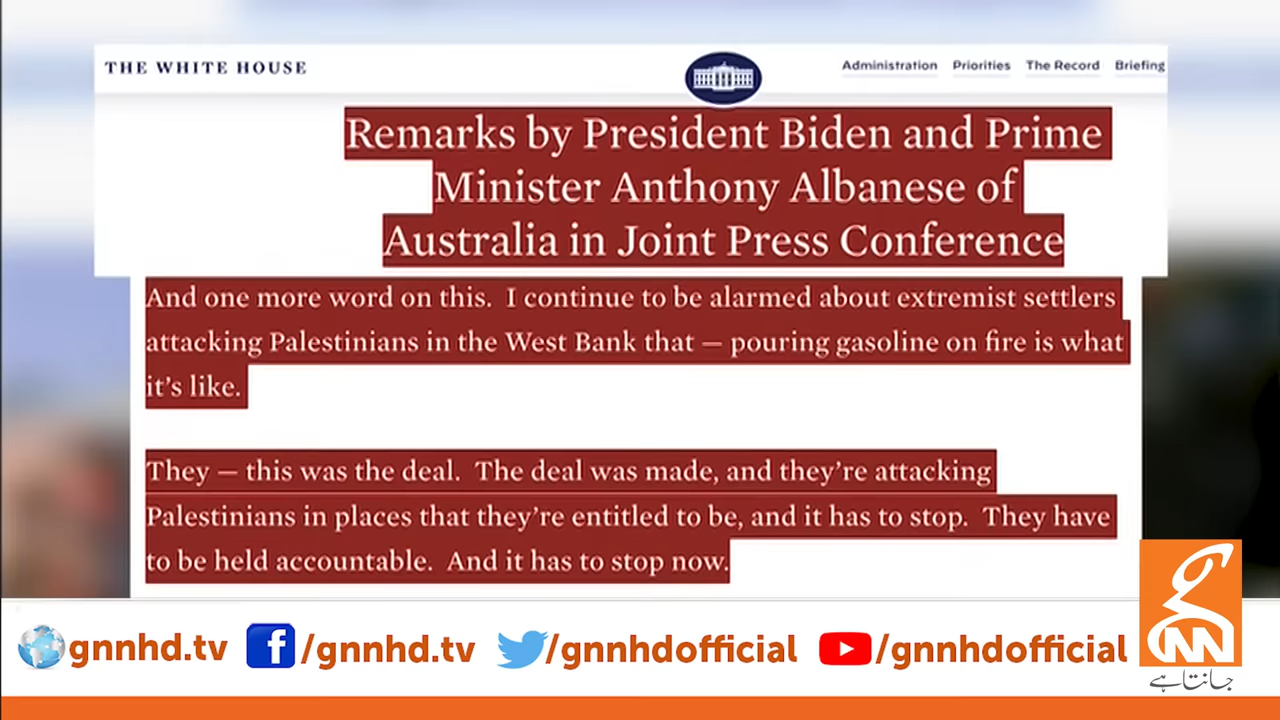 THE WHITE HOUSE
Administration Priorities The Record Briefing
Remarks by President Biden and Prime
Minister Anthony Albanese of
Australia in Joint Press Conference
And one more word on this. I continue to be alarmed about extremist settlers
attacking Palestinians in the West Bank that — pouring gasoline on fire is what
it’s like.
They — this was the deal. The deal was made, and they’re attacking
Palestinians in places that they’re entitled to be, and it has to stop. They have
to be held accountable. And it has to stop now.
gnnhd.tv /gnnhd.tv /gnnhdofficial /gnnhdofficial
GNN
جانتا ہے